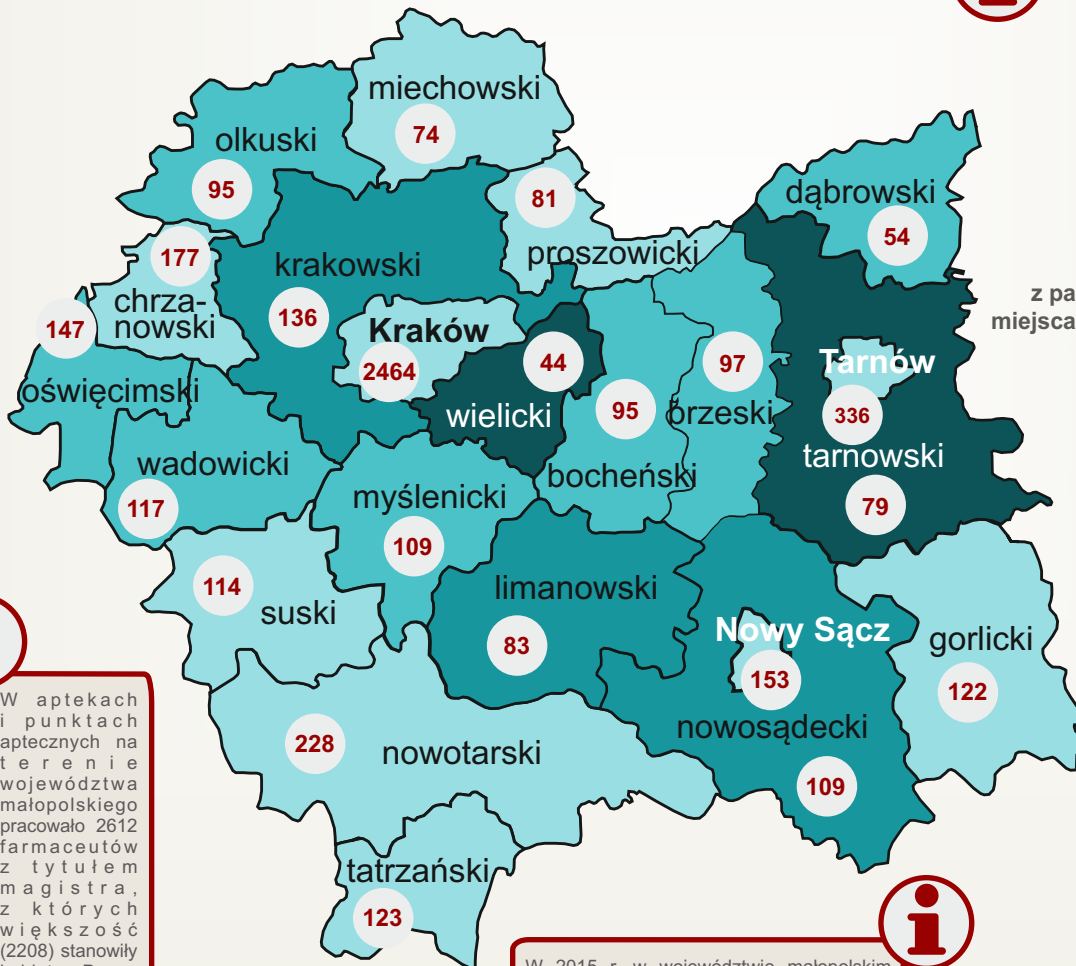 miechowski
74
olkuski
95
dąbrowski
54
81
proszowicki
177
chrza-
nowski
krakowski
136
Kraków
2464
147
oświęcimski
44
wielicki
97
brzeski
95
bocheński
Tarnów
336
tarnowski
79
z pa
miejsca
wadowicki
117
myślenicki
109
114
suski
limanowski
83
Nowy Sącz
153
nowosądecki
109
gorlicki
122
228
nowotarski
tatrzański
123
W aptekach
i punktach
aptecznych na
terenie
województwa
małopolskiego
pracowało 2612
farmaceutów
z tytułem
magistra,
z których
większość
(2208) stanowiły
W 2015 r. w województwie małopolskim